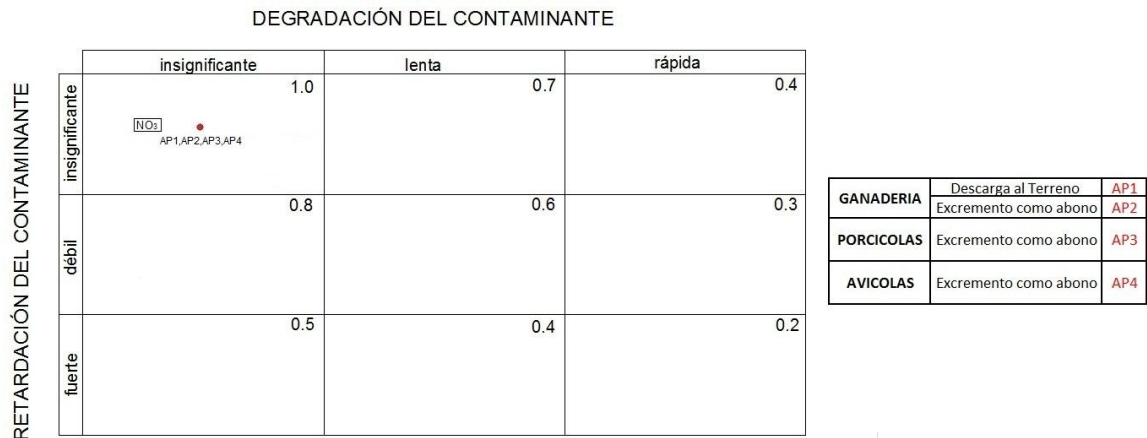 DEGRADACIÓN DEL CONTAMINANTE
insignificante lenta rápida
RETARDACIÓN DEL CONTAMINANTE
insignificante
1.0 0.7 0.4
NO3
AP1,AP2,AP3,AP4
débil
0.8 0.6 0.3
fuerte
0.5 0.4 0.2
GANADERIA
Descarga al Terreno AP1
Excremento como abono AP2
PORCICOLAS Excremento como abono AP3
AVICOLAS Excremento como abono AP4